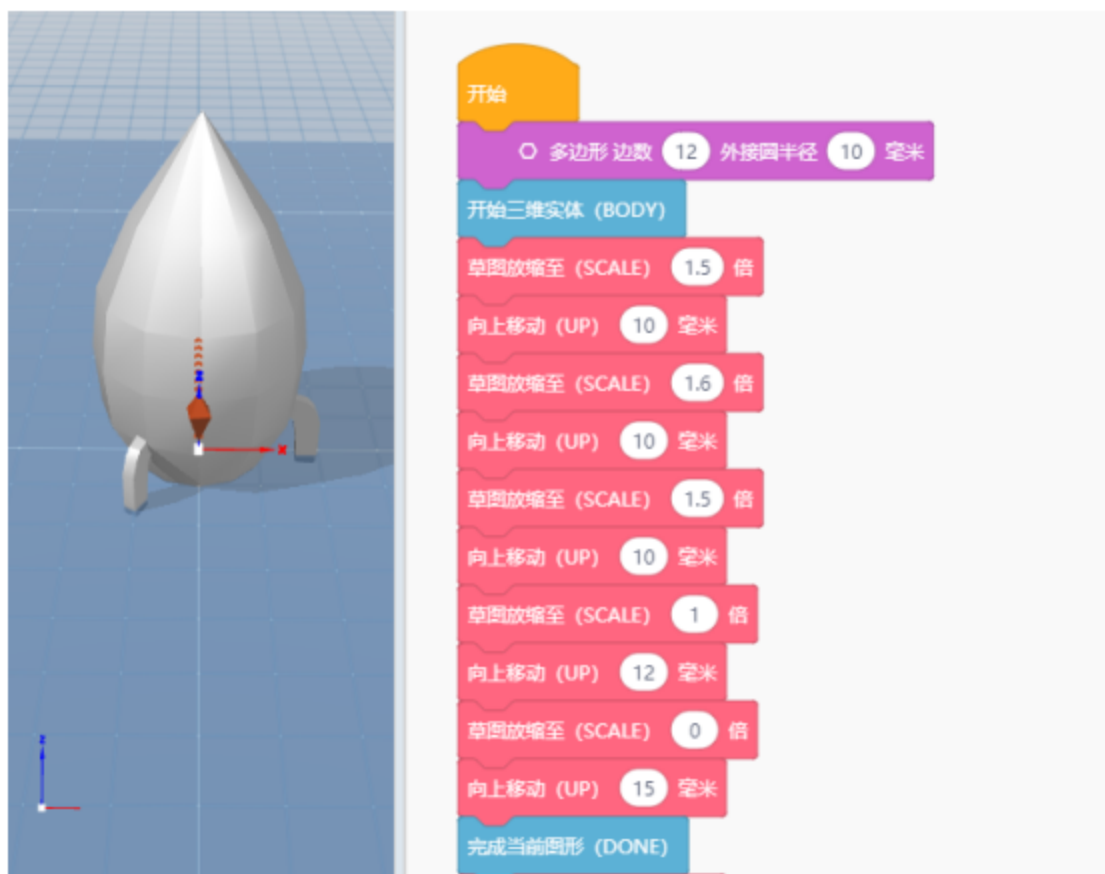 开始
多边形 边数 12 外接圆半径 10 毫米
开始三维实体（BODY）
草图放缩至（SCALE） 1.5 倍
向上移动（UP） 10 毫米
草图放缩至（SCALE） 1.6 倍
向上移动（UP） 10 毫米
草图放缩至（SCALE） 1.5 倍
向上移动（UP） 10 毫米
草图放缩至（SCALE） 1 倍
向上移动（UP） 12 毫米
草图放缩至（SCALE） 0 倍
向上移动（UP） 15 毫米
完成当前图形（DONE）
z
x
z